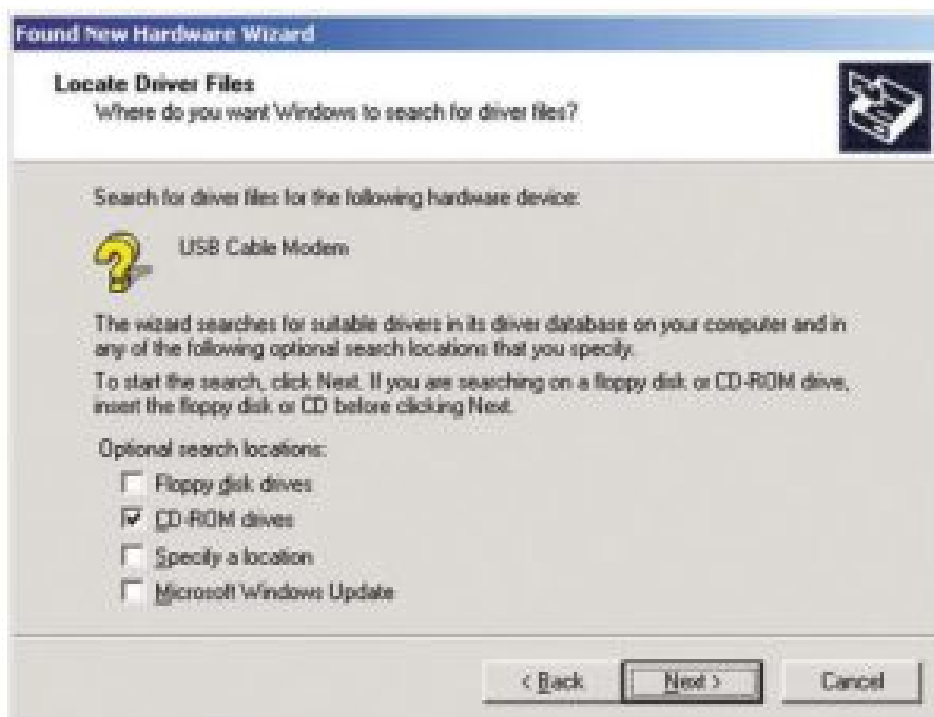 Found New Hardware Wizard
Locate Driver Files
Where do you want Windows to search for driver files?
Search for driver files for the following hardware device:
USB Cable Modem
The wizard searches for suitable drivers in its driver database on your computer and in
any of the following optional search locations that you specify.
To start the search, click Next. If you are searching on a floppy disk or CD-ROM drive,
insert the floppy disk or CD before clicking Next.
Optional search locations:
Floppy disk drives
CD-ROM drives
Specify a location
Microsoft Windows Update
< Back
Next >
Cancel